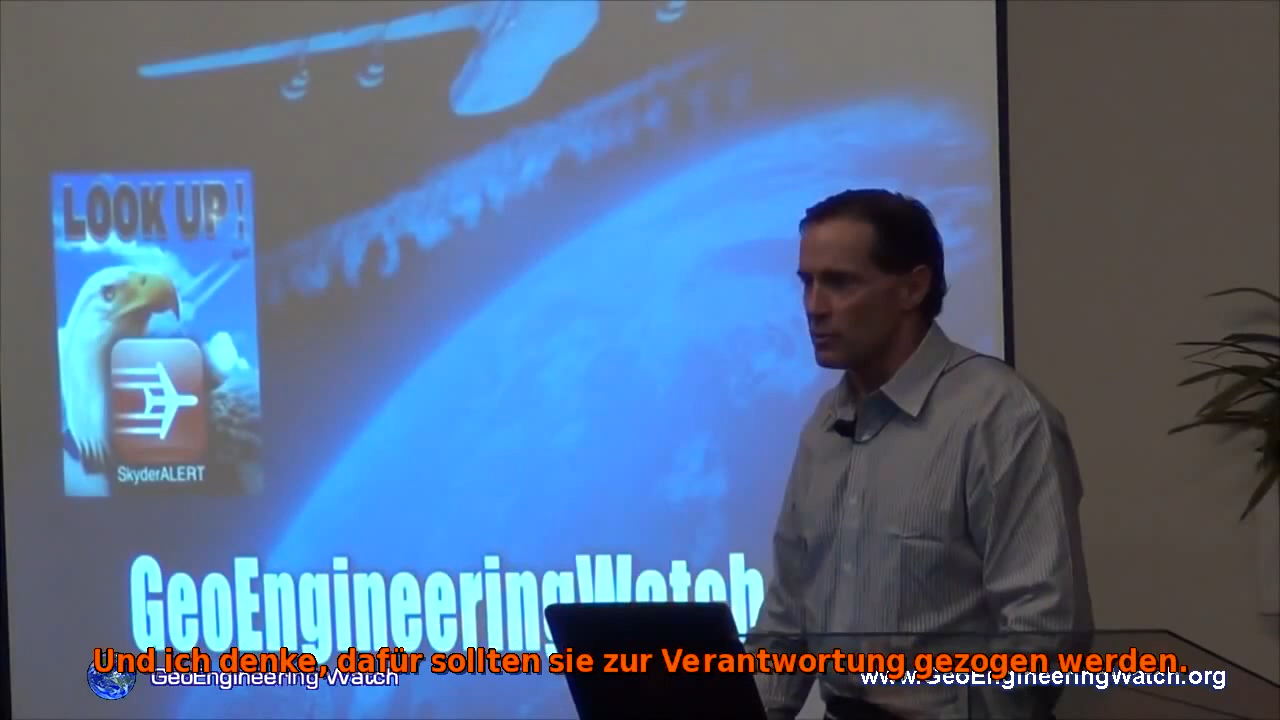 LOOK UP!
SkyderALERT
GeoEngineeringWatch
Und ich denke, dafür sollten sie zur Verantwortung gezogen werden.
GeoEngineering Watch
www.GeoEngineeringWatch.org